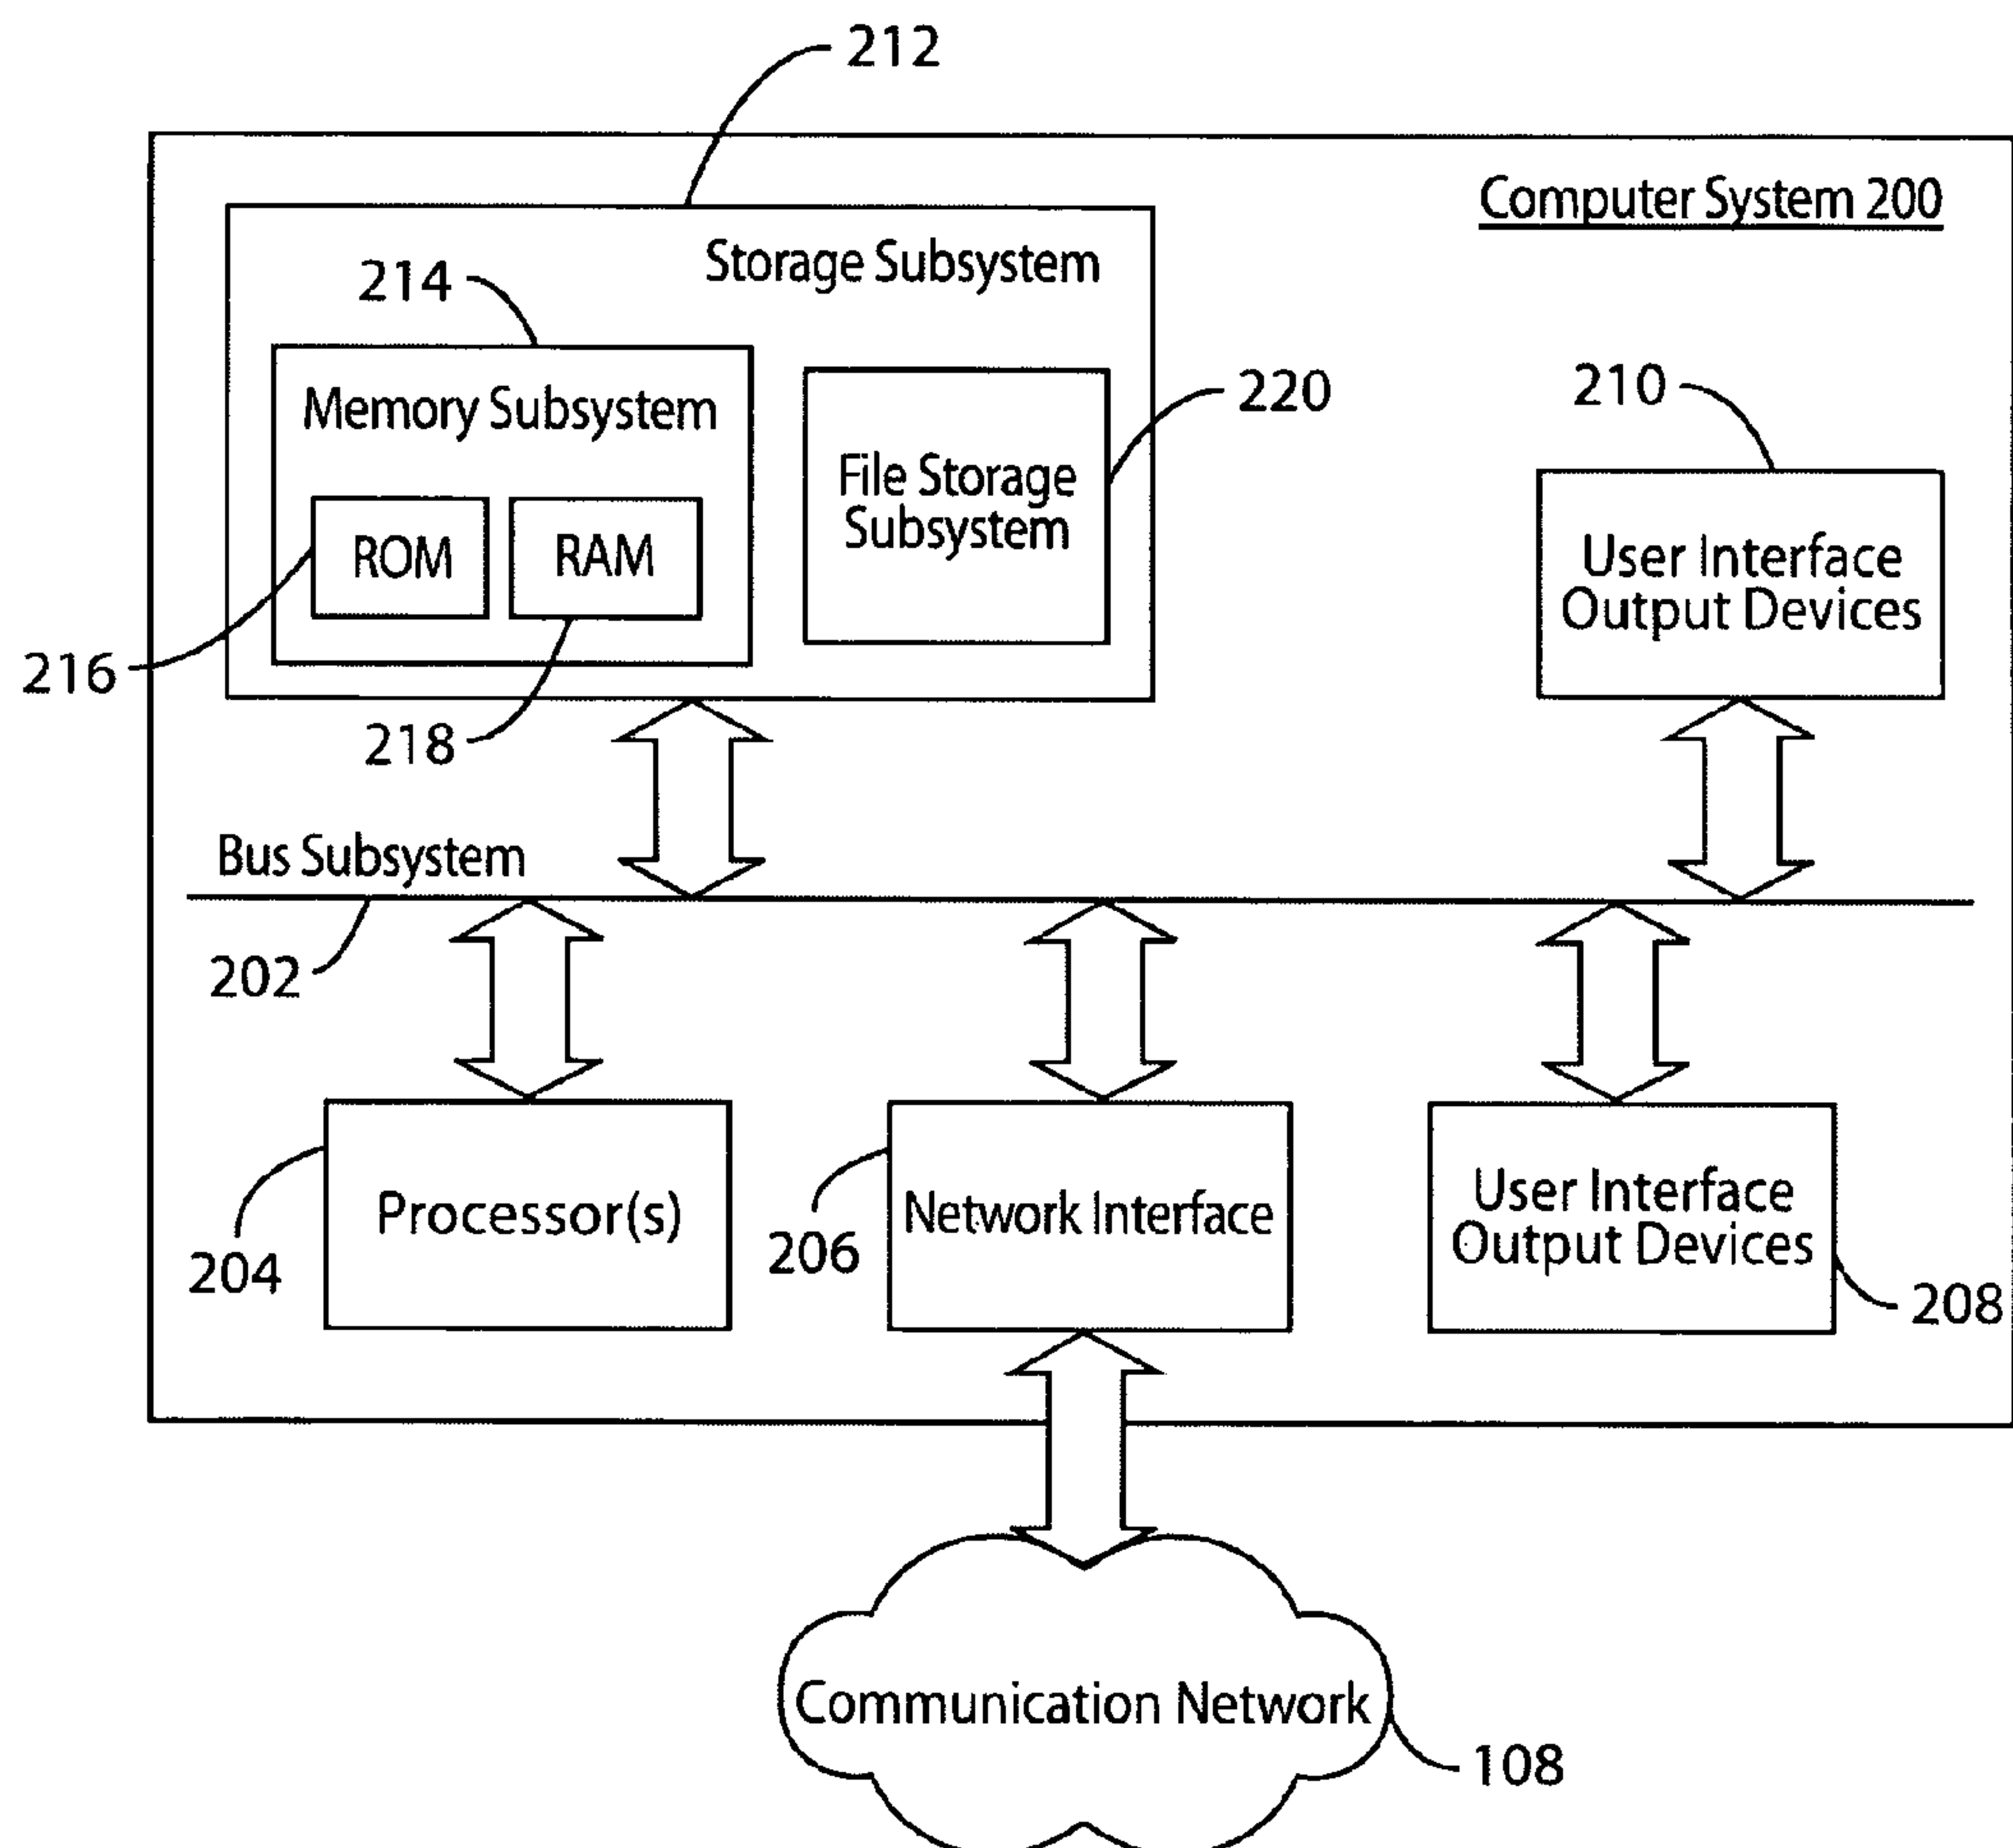 212
Computer System 200
Storage Subsystem
214
Memory Subsystem
220
210
File Storage
Subsystem
ROM
RAM
User Interface
Output Devices
216
218
Bus Subsystem
202
Processor(s)
Network Interface
User Interface
Output Devices
204
206
208
Communication Network
108